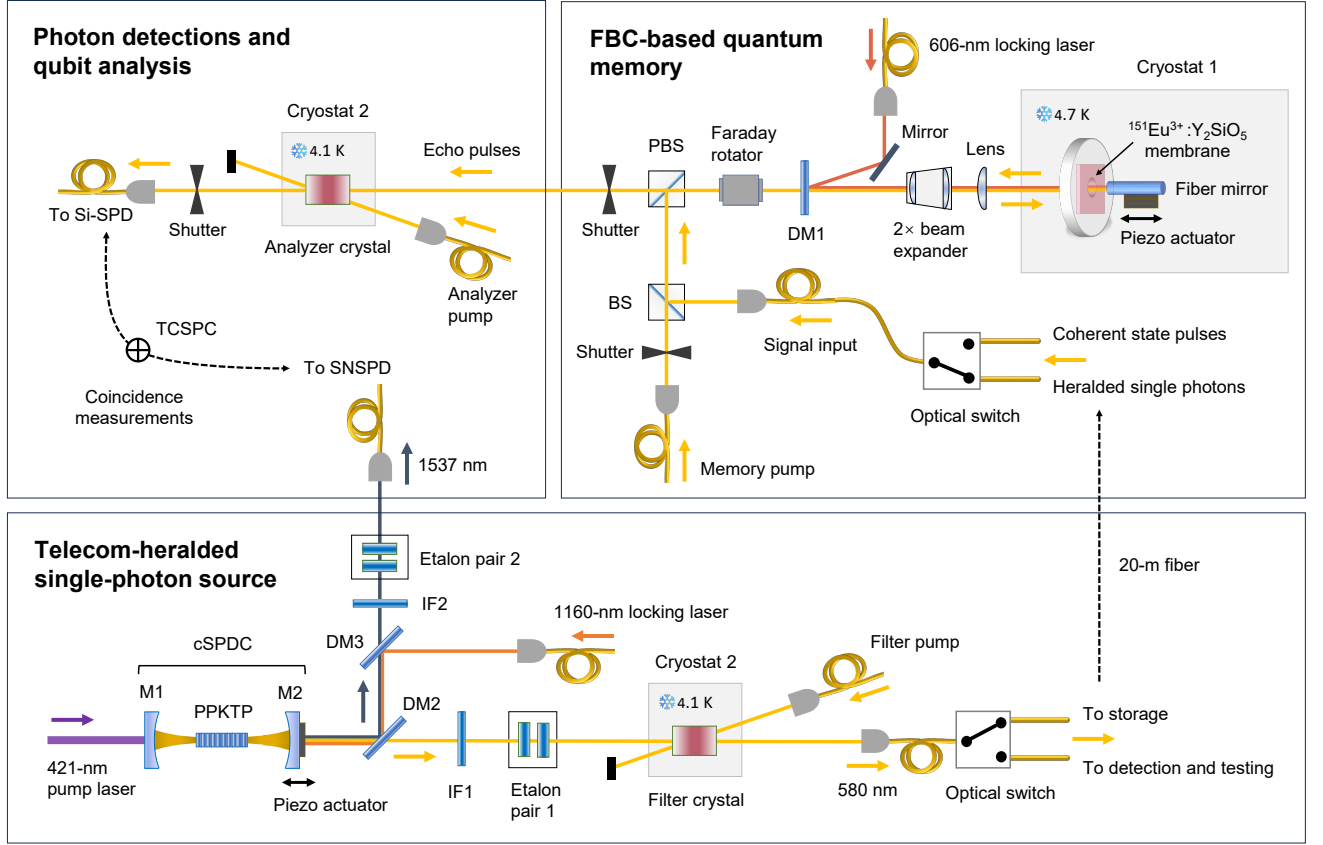 Photon detections and
qubit analysis
Cryostat 2
4.1 K
Echo pulses
To Si-SPD
Shutter
Analyzer crystal
Analyzer
pump
TCSPC
To SNSPD
Coincidence
measurements
1537 nm
FBC-based quantum
memory
606-nm locking laser
Cryostat 1
4.7 K
¹⁵¹Eu³⁺:Y₂SiO₅
membrane
PBS
Faraday
rotator
Mirror
Lens
Fiber mirror
Shutter
DM1
2× beam
expander
Piezo actuator
BS
Signal input
Coherent state pulses
Shutter
Heralded single photons
Optical switch
Memory pump
Telecom-heralded
single-photon source
Etalon pair 2
20-m fiber
IF2
1160-nm locking laser
DM3
Filter pump
cSPDC
Cryostat 2
M1
M2
PPKTP
DM2
4.1 K
To storage
421-nm
pump laser
Piezo actuator
IF1
Etalon
pair 1
Filter crystal
580 nm
Optical switch
To detection and testing